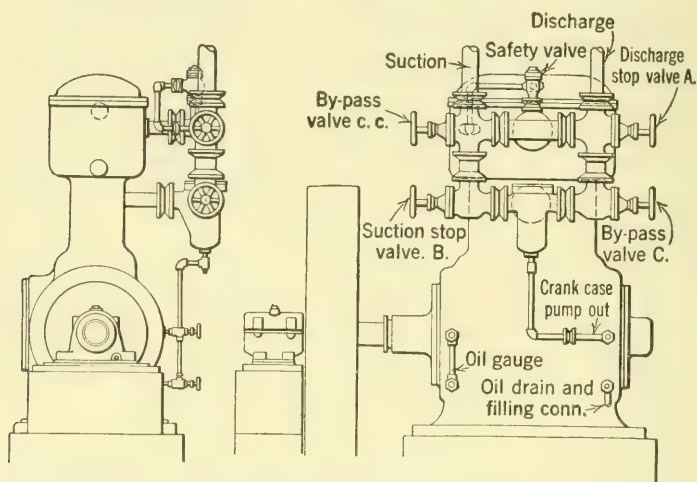 Discharge
Suction
Safety valve
Discharge
stop valve A.
By-pass
valve c. c.
Suction stop
valve. B.
By-pass
valve C.
Crank case
pump out
Oil gauge
Oil drain and
filling conn.